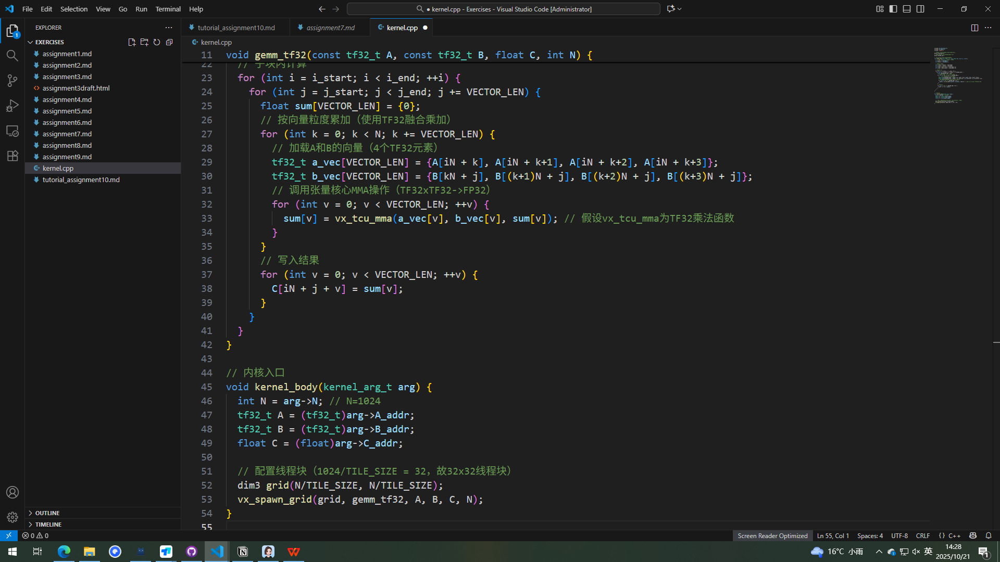 File Edit Selection View Go Run Terminal Help
● kernel.cpp - Exercises - Visual Studio Code [Administrator]
EXPLORER
EXERCISES
assignment1.md
assignment2.md
assignment3.md
assignment3draft.html
assignment4.md
assignment5.md
assignment6.md
assignment7.md
assignment8.md
assignment9.md
kernel.cpp
tutorial_assignment10.md
OUTLINE
TIMELINE
tutorial_assignment10.md assignment7.md kernel.cpp ●
kernel.cpp
11 void gemm_tf32(const tf32_t A, const tf32_t B, float C, int N) {
22 // 子块内计算
23 for (int i = i_start; i < i_end; ++i) {
24 for (int j = j_start; j < j_end; j += VECTOR_LEN) {
25 float sum[VECTOR_LEN] = {0};
26 // 按向量粒度累加（使用TF32融合乘加）
27 for (int k = 0; k < N; k += VECTOR_LEN) {
28 // 加载A和B的向量（4个TF32元素）
29 tf32_t a_vec[VECTOR_LEN] = {A[iN + k], A[iN + k+1], A[iN + k+2], A[iN + k+3]};
30 tf32_t b_vec[VECTOR_LEN] = {B[kN + j], B[(k+1)N + j], B[(k+2)N + j], B[(k+3)N + j]};
31 // 调用张量核心MMA操作（TF32xTF32->FP32）
32 for (int v = 0; v < VECTOR_LEN; ++v) {
33 sum[v] = vx_tcu_mma(a_vec[v], b_vec[v], sum[v]); // 假设vx_tcu_mma为TF32乘法函数
34 }
35 }
36 // 写入结果
37 for (int v = 0; v < VECTOR_LEN; ++v) {
38 C[iN + j + v] = sum[v];
39 }
40 }
41 }
42 }
43
44 // 内核入口
45 void kernel_body(kernel_arg_t arg) {
46 int N = arg->N; // N=1024
47 tf32_t A = (tf32_t)arg->A_addr;
48 tf32_t B = (tf32_t)arg->B_addr;
49 float C = (float)arg->C_addr;
50
51 // 配置线程块（1024/TILE_SIZE = 32，故32x32线程块）
52 dim3 grid(N/TILE_SIZE, N/TILE_SIZE);
53 vx_spawn_grid(grid, gemm_tf32, A, B, C, N);
54 }
55
0 0 Screen Reader Optimized Ln 55, Col 1 Spaces: 4 UTF-8 CRLF {} C++
16°C 小雨 英 14:28
2025/10/21